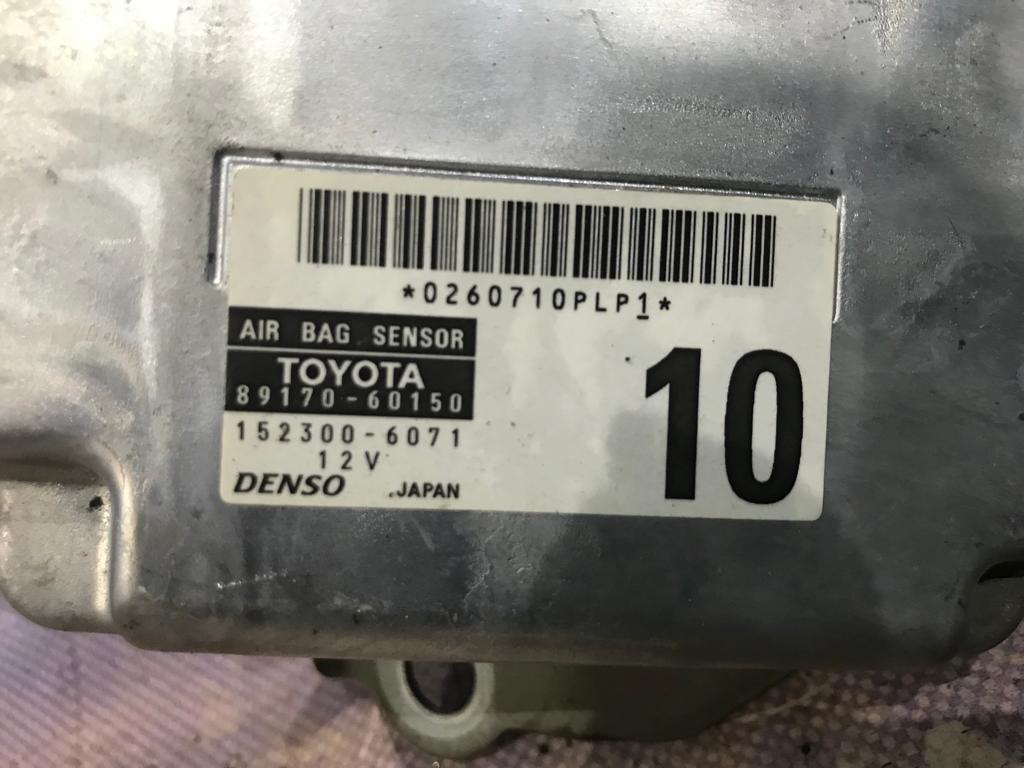 *0260710PLP1*
AIR BAG SENSOR
TOYOTA
89170-60150
152300-6071
12V
DENSO JAPAN
10